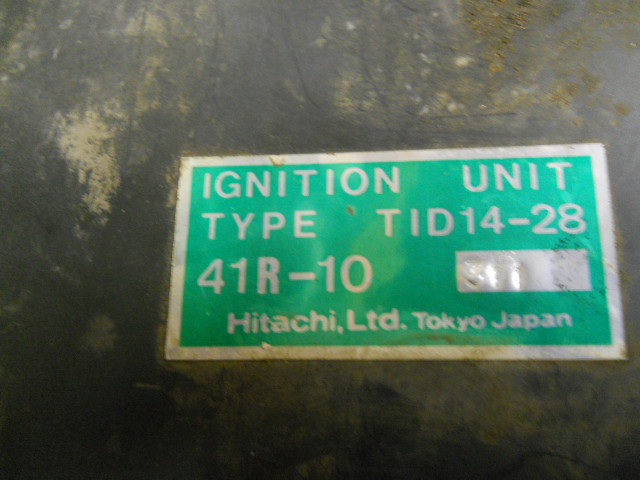 IGNITION UNIT
TYPE TID14-28
41R-10
Hitachi, Ltd. Tokyo Japan